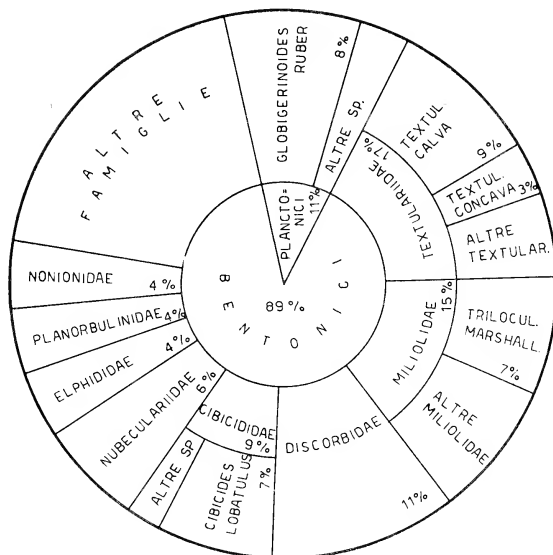 GLOBIGERINOIDES
RUBER
8%
ALTRE SP.
PLANCTO-
NICI
11%
TEXTULARIIDAE
17%
TEXTUL
CALVA
9%
TEXTUL.
CONCAVA
3%
ALTRE
TEXTULAR.
MILIOLIDAE
15%
TRILOCUL.
MARSHALL.
7%
ALTRE
MILIOLIDAE
DISCORBIDAE
11%
CIBICIDIDAE
9%
CIBICIDES
LOBATULUS
7%
ALTRE SP
NUBECULARIIDAE
6%
ELPHIDIDAE
4%
PLANORBULINIDAE
4%
NONIONIDAE
4%
ALTRE
FAMIGLIE
BENTONICI
89%